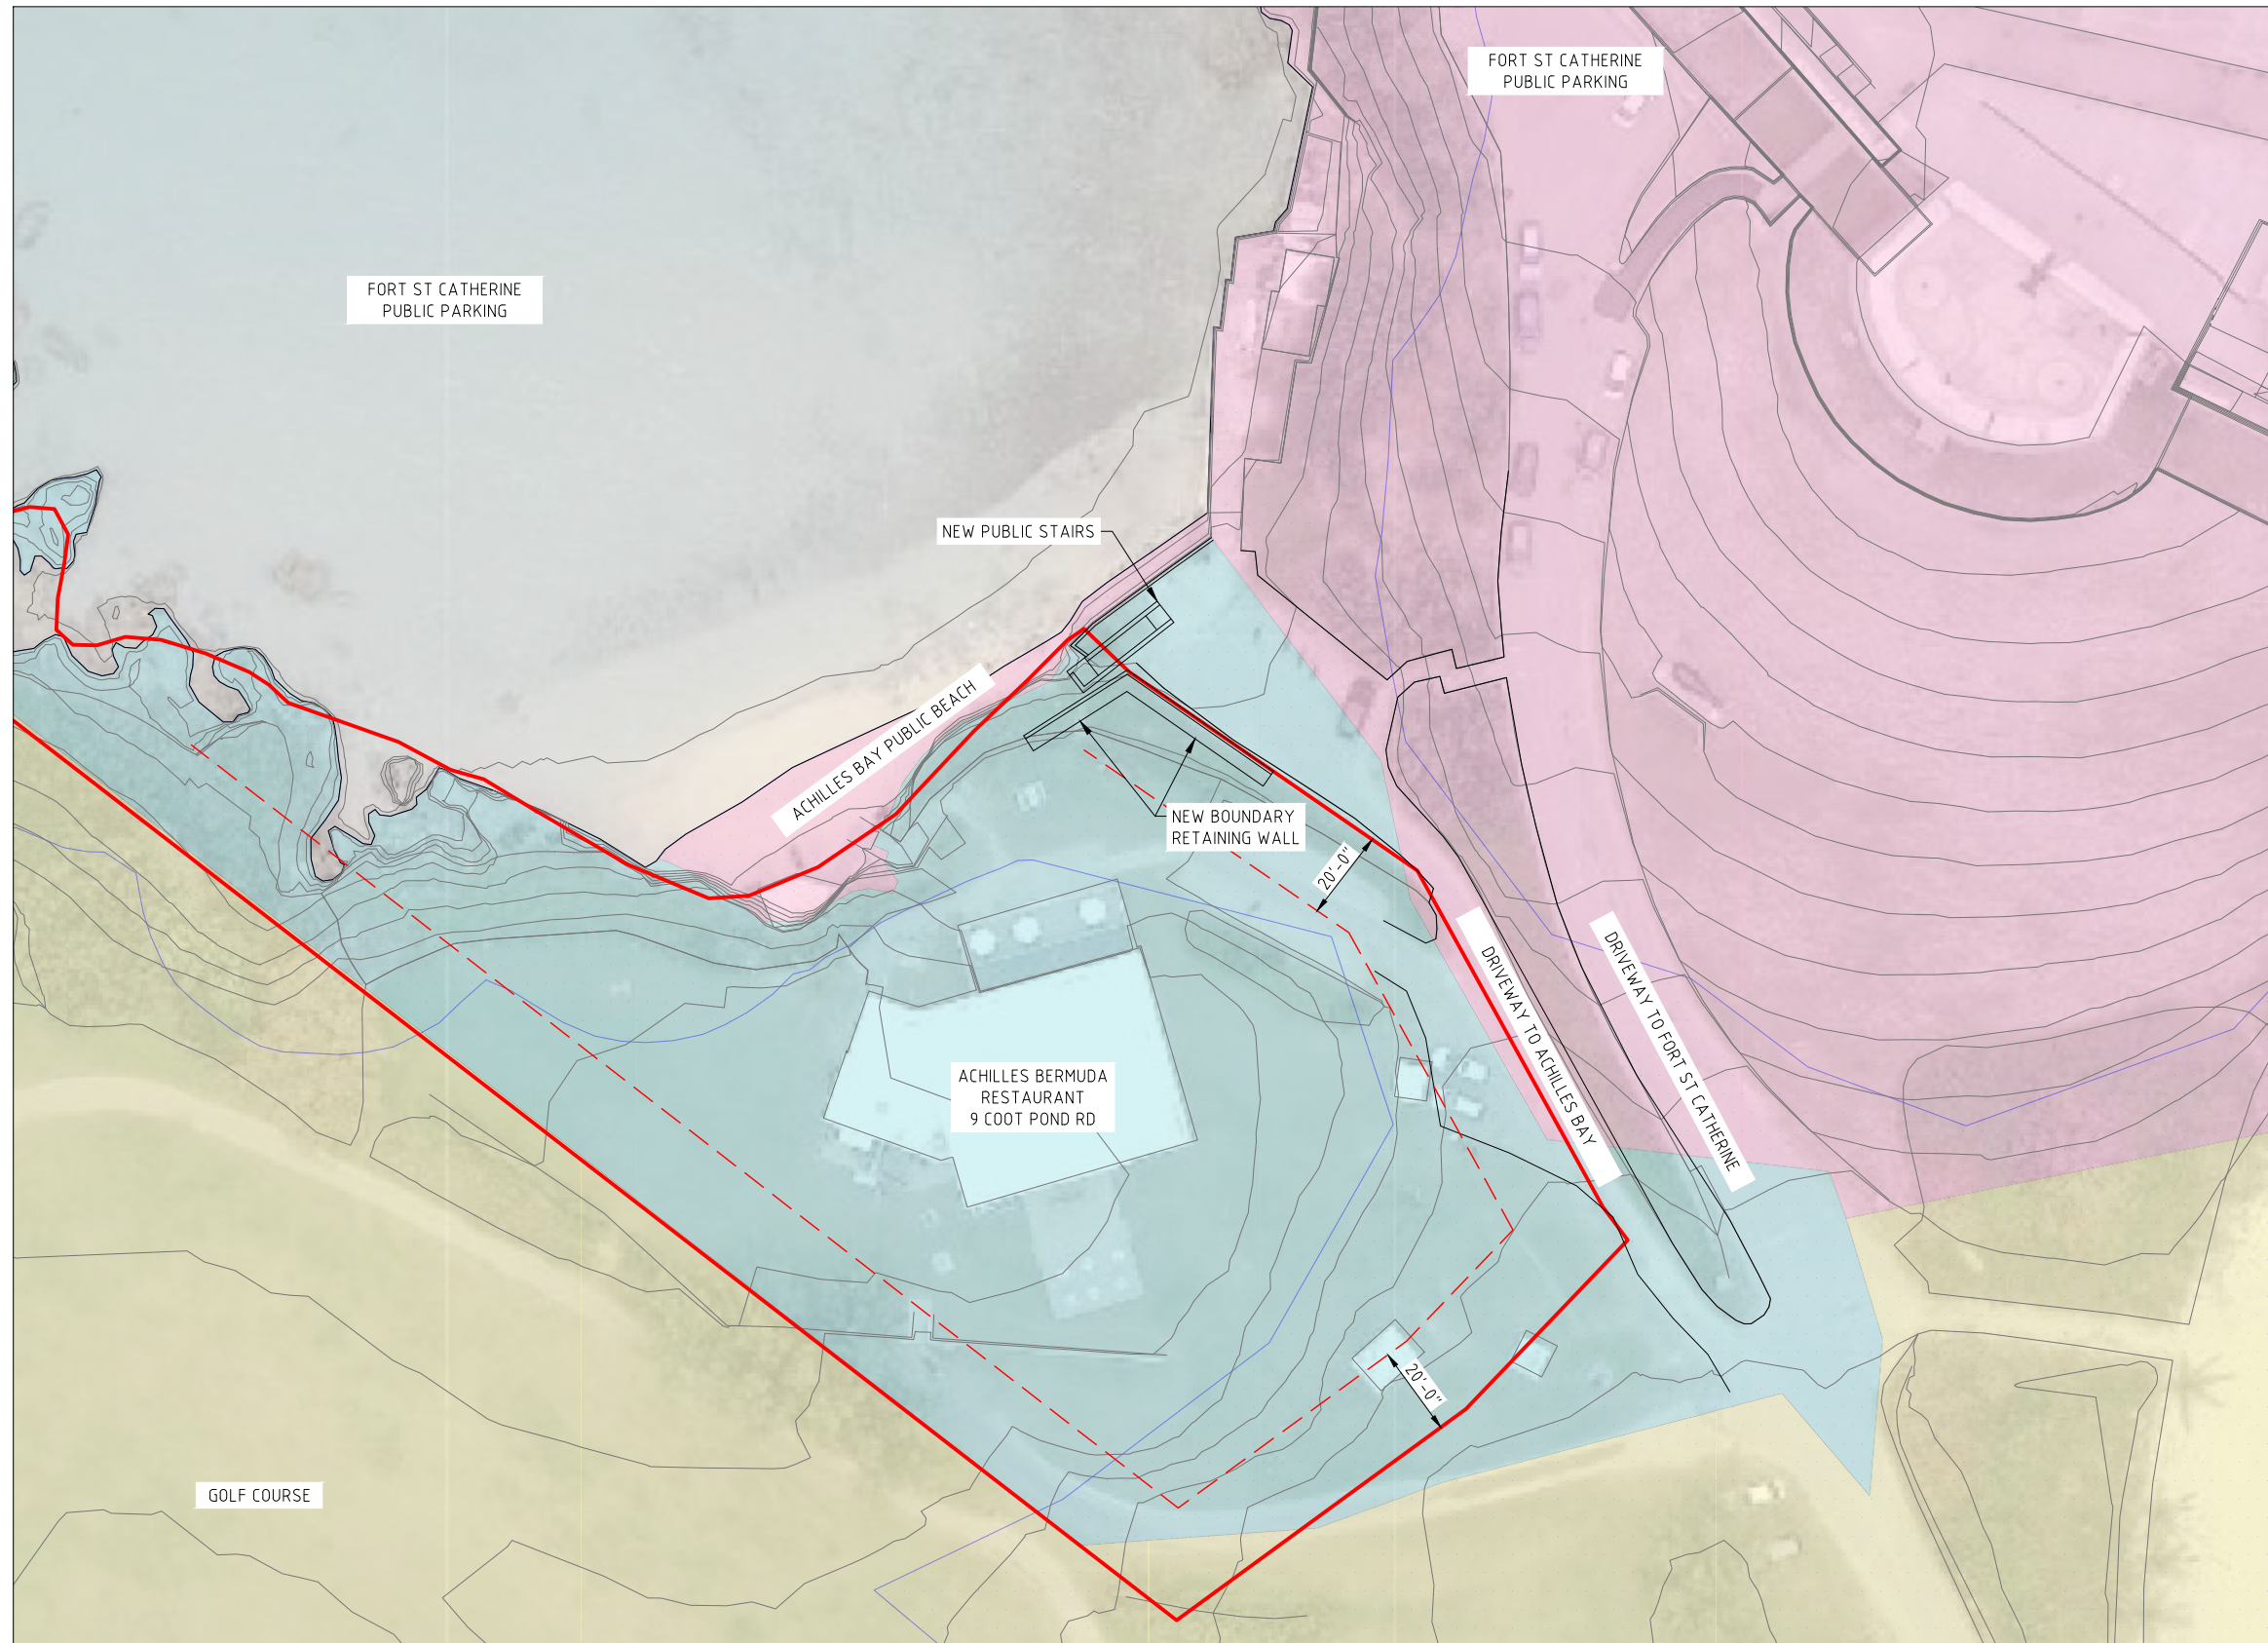 FORT ST CATHERINE
PUBLIC PARKING
FORT ST CATHERINE
PUBLIC PARKING
NEW PUBLIC STAIRS
ACHILLES BAY PUBLIC BEACH
NEW BOUNDARY
RETAINING WALL
20'-0"
DRIVEWAY TO ACHILLES BAY
DRIVEWAY TO FORT ST CATHERINE
ACHILLES BERMUDA
RESTAURANT
9 COOT POND RD
20'-0"
GOLF COURSE